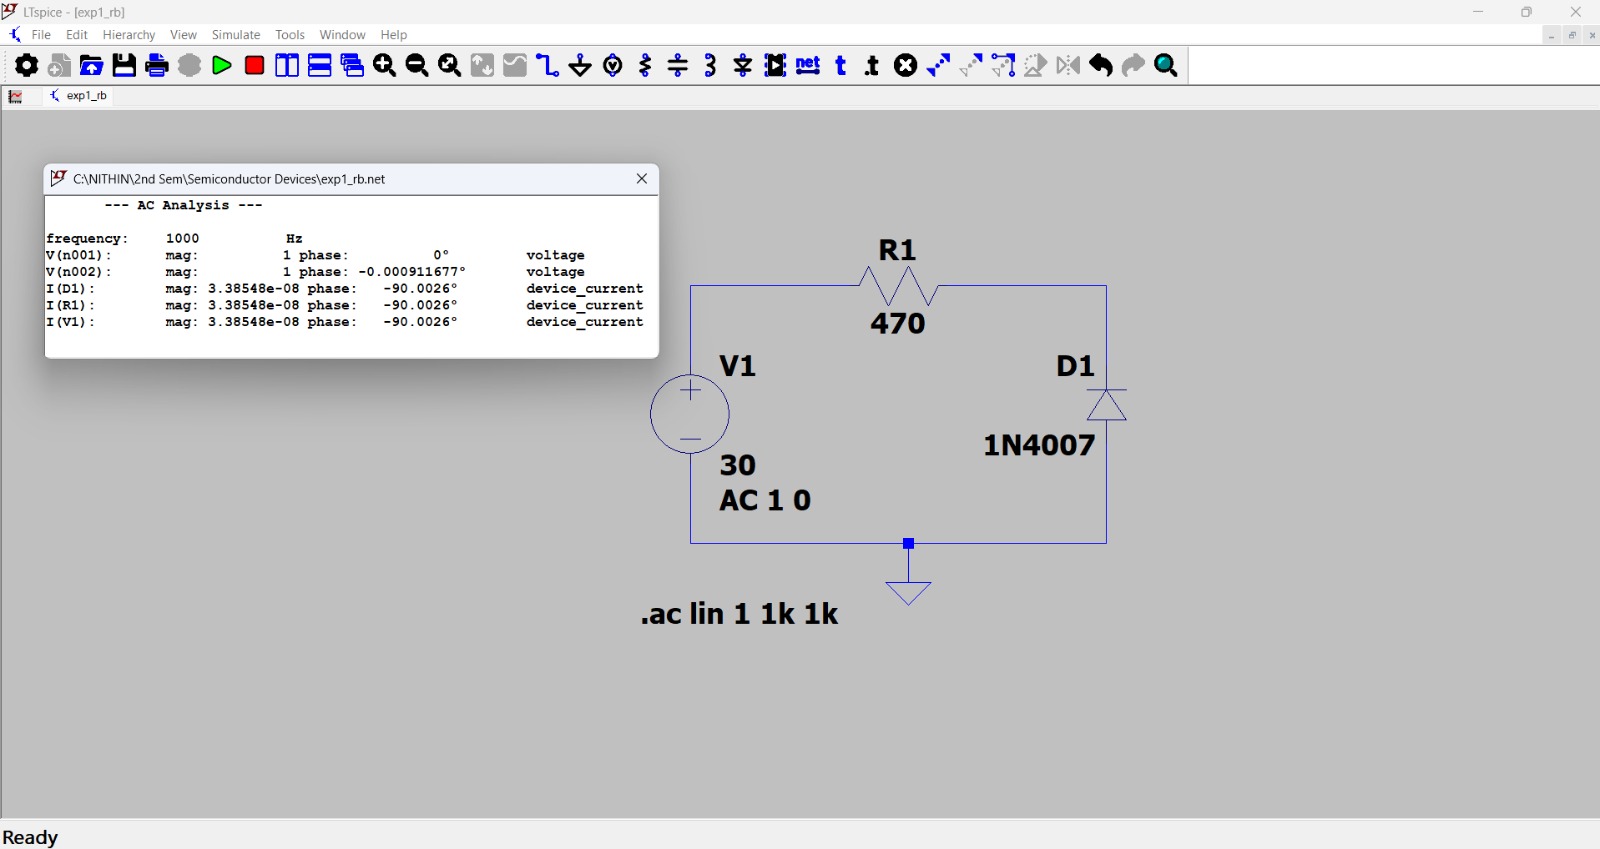 LTspice - [exp1_rb]
File Edit Hierarchy View Simulate Tools Window Help
net t .t
exp1_rb
C:\NITHIN\2nd Sem\Semiconductor Devices\exp1_rb.net
--- AC Analysis ---
frequency: 1000 Hz
V(n001): mag: 1 phase: 0° voltage
V(n002): mag: 1 phase: -0.000911677° voltage
I(D1): mag: 3.38548e-08 phase: -90.0026° device_current
I(R1): mag: 3.38548e-08 phase: -90.0026° device_current
I(V1): mag: 3.38548e-08 phase: -90.0026° device_current
R1
470
V1
D1
1N4007
30
AC 1 0
.ac lin 1 1k 1k
Ready